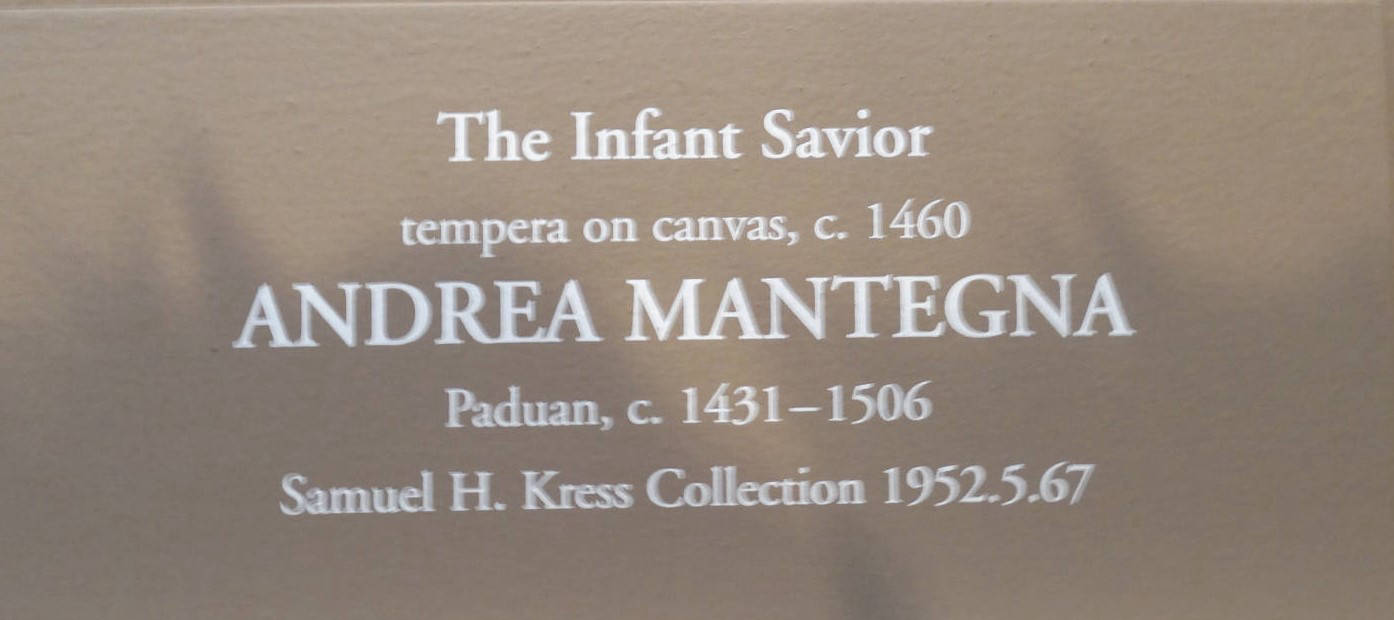 The Infant Savior
tempera on canvas, c. 1460
ANDREA MANTEGNA
Paduan, c. 1431–1506
Samuel H. Kress Collection 1952.5.67